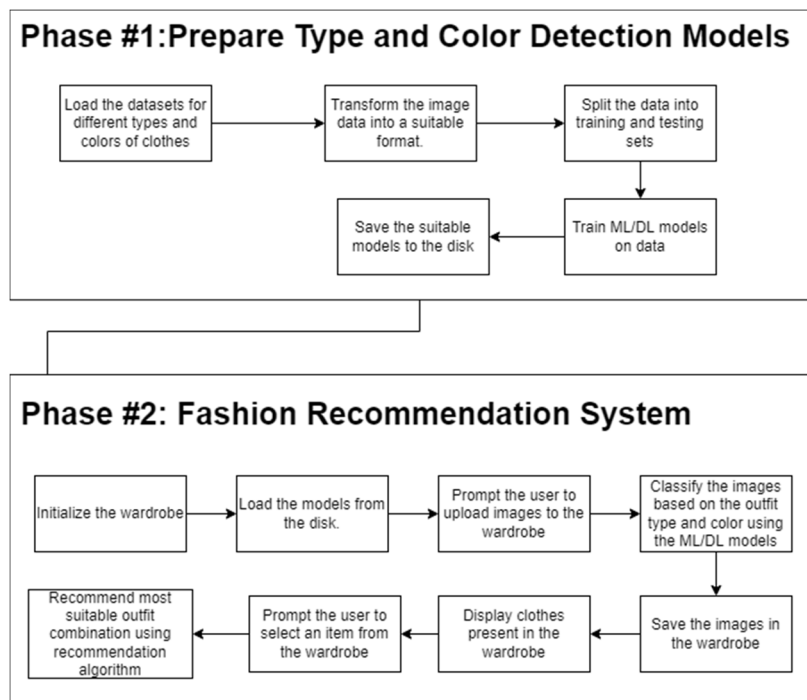 Phase #1:Prepare Type and Color Detection Models
Load the datasets for
different types and
colors of clothes
Transform the image
data into a suitable
format.
Split the data into
training and testing
sets
Train ML/DL models
on data
Save the suitable
models to the disk
Phase #2: Fashion Recommendation System
Initialize the wardrobe
Load the models from
the disk.
Prompt the user to
upload images to the
wardrobe
Classify the images
based on the outfit
type and color using
the ML/DL models
Save the images in
the wardrobe
Display clothes
present in the
wardrobe
Prompt the user to
select an item from
the wardrobe
Recommend most
suitable outfit
combination using
recommendation
algorithm